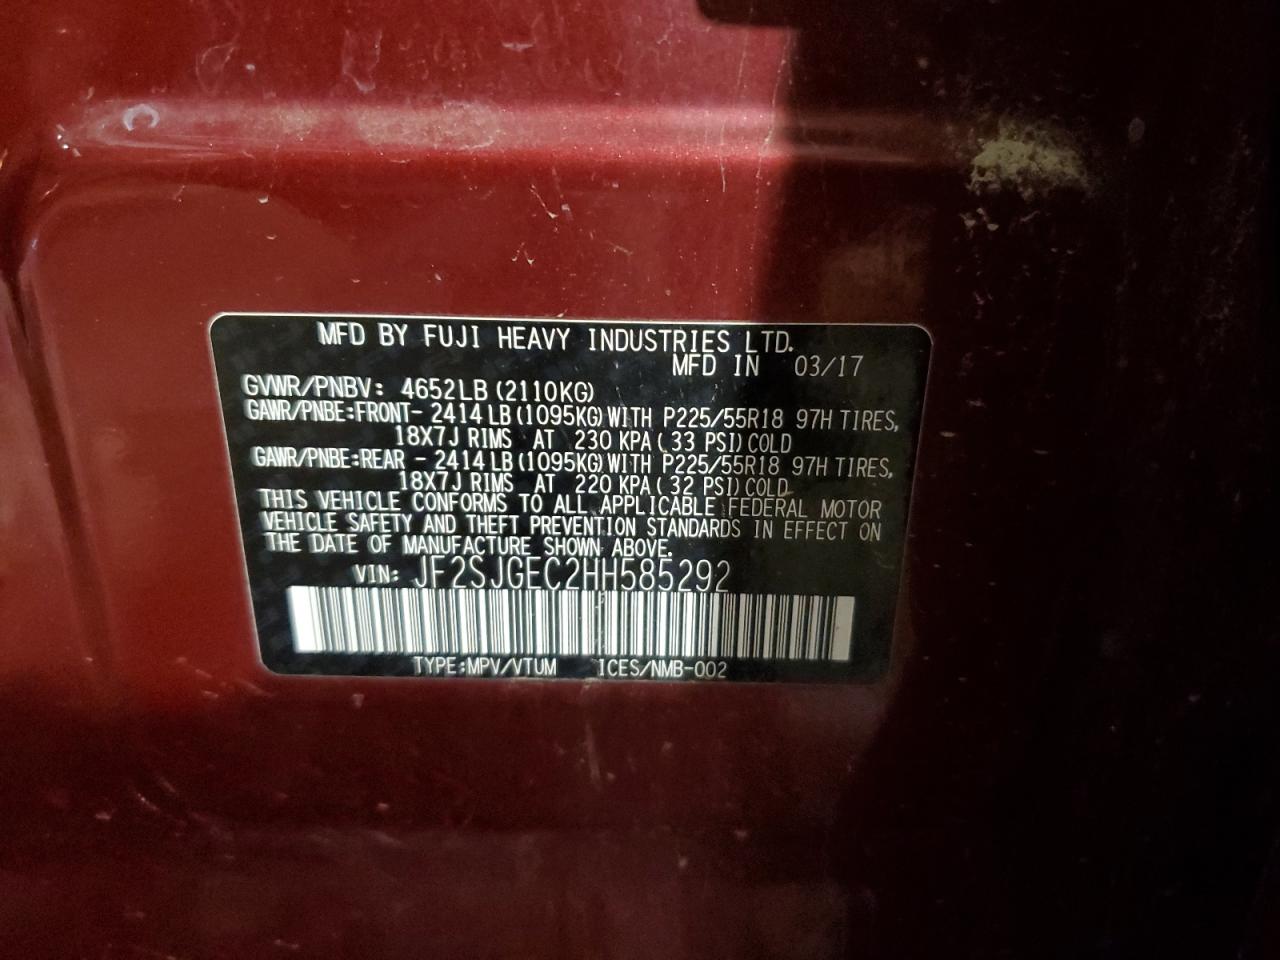 MFD BY FUJI HEAVY INDUSTRIES LTD.
MFD IN 03/17
GVWR/PNBV: 4652LB (2110KG)
GAWR/PNBE:FRONT- 2414LB (1095KG) WITH P225/55R18 97H TIRES,
18X7J RIMS AT 230 KPA ( 33 PSI) COLD
GAWR/PNBE:REAR - 2414LB (1095KG) WITH P225/55R18 97H TIRES,
18X7J RIMS AT 220 KPA ( 32 PSI) COLD
THIS VEHICLE CONFORMS TO ALL APPLICABLE FEDERAL MOTOR
VEHICLE SAFETY AND THEFT PREVENTION STANDARDS IN EFFECT ON
THE DATE OF MANUFACTURE SHOWN ABOVE.
VIN: JF2SJGEC2HH585292
TYPE:MPV/VTUM ICES/NMB-002